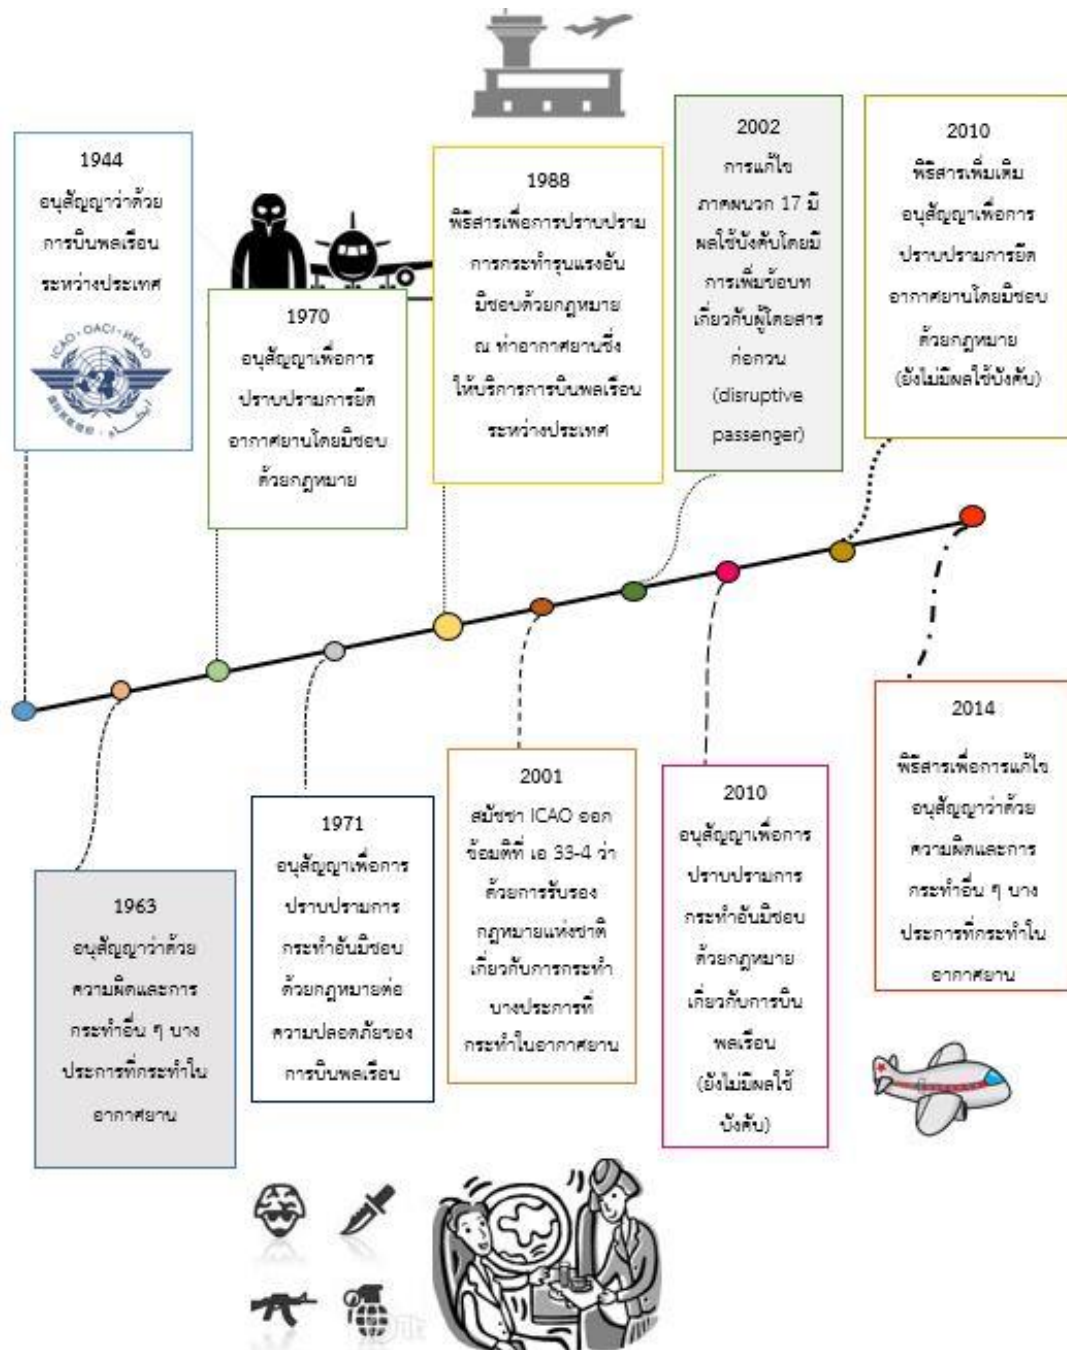 1944
อนุสัญญาว่าด้วย
การบินพลเรือน
ระหว่างประเทศ
ICAO · OACI · ИКАО
1970
อนุสัญญาเพื่อการ
ปราบปรามการยึด
อากาศยานโดยมิชอบ
ด้วยกฎหมาย
1988
พิธีสารเพื่อการปราบปราม
การกระทำรุนแรงอัน
มิชอบด้วยกฎหมาย
ณ ท่าอากาศยานซึ่ง
ให้บริการการบินพลเรือน
ระหว่างประเทศ
2002
การแก้ไข
ภาคผนวก 17 มี
ผลใช้บังคับโดยมี
การเพิ่มข้อบท
เกี่ยวกับผู้โดยสาร
ก่อกวน
(disruptive
passenger)
2010
พิธีสารเพิ่มเติม
อนุสัญญาเพื่อการ
ปราบปรามการยึด
อากาศยานโดยมิชอบ
ด้วยกฎหมาย
(ยังไม่มีผลใช้บังคับ)
1963
อนุสัญญาว่าด้วย
ความผิดและการ
กระทำอื่น ๆ บาง
ประการที่กระทำใน
อากาศยาน
1971
อนุสัญญาเพื่อการ
ปราบปรามการ
กระทำอันมิชอบ
ด้วยกฎหมายต่อ
ความปลอดภัยของ
การบินพลเรือน
2001
สมัชชา ICAO ออก
ข้อมติที่ เอ 33-4 ว่า
ด้วยการรับรอง
กฎหมายแห่งชาติ
เกี่ยวกับการกระทำ
บางประการที่
กระทำในอากาศยาน
2010
อนุสัญญาเพื่อการ
ปราบปรามการ
กระทำอันมิชอบ
ด้วยกฎหมาย
เกี่ยวกับการบิน
พลเรือน
(ยังไม่มีผลใช้
บังคับ)
2014
พิธีสารเพื่อการแก้ไข
อนุสัญญาว่าด้วย
ความผิดและการ
กระทำอื่น ๆ บาง
ประการที่กระทำใน
อากาศยาน